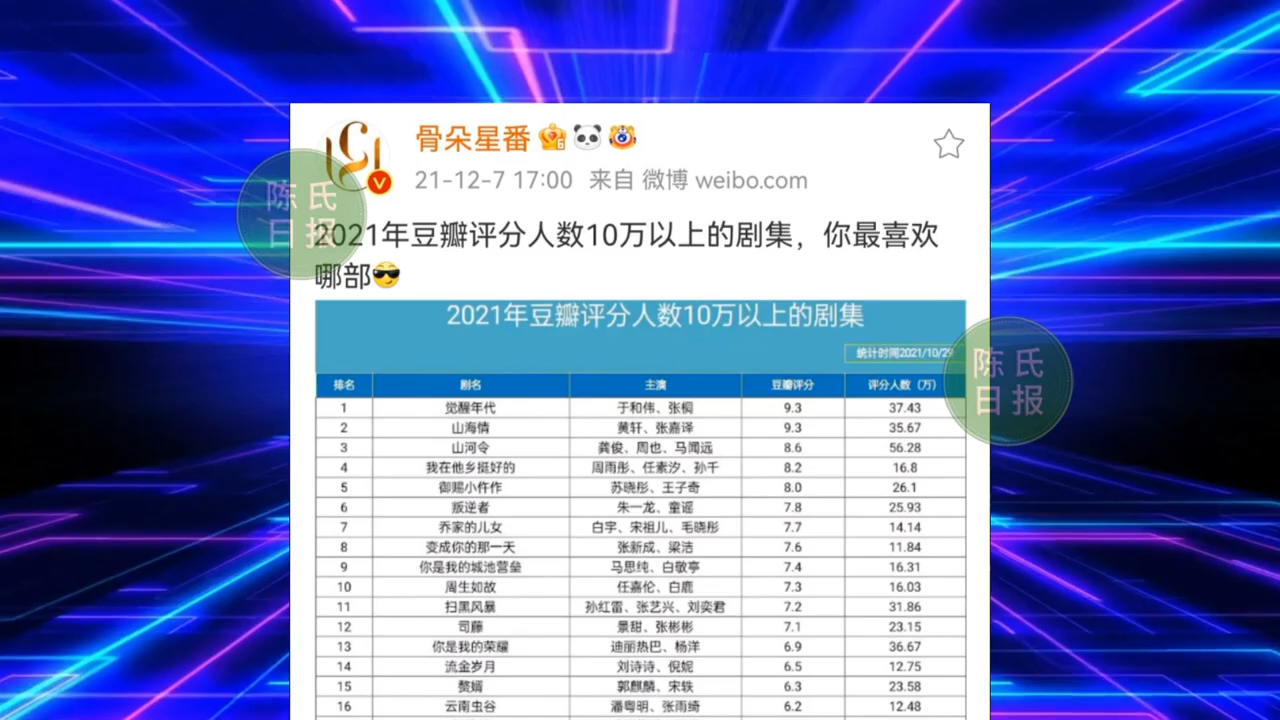 骨朵星番
21-12-7 17:00 来自 微博 weibo.com
陈氏
日报
2021年豆瓣评分人数10万以上的剧集，你最喜欢
哪部
2021年豆瓣评分人数10万以上的剧集
统计时间2021/10/29
陈氏
日报
排名 剧名 主演 豆瓣评分 评分人数（万）
1 觉醒年代 于和伟、张桐 9.3 37.43
2 山海情 黄轩、张嘉译 9.3 35.67
3 山河令 龚俊、周也、马闻远 8.6 56.28
4 我在他乡挺好的 周雨彤、任素汐、孙千 8.2 16.8
5 御赐小仵作 苏晓彤、王子奇 8.0 26.1
6 叛逆者 朱一龙、童谣 7.8 25.93
7 乔家的儿女 白宇、宋祖儿、毛晓彤 7.7 14.14
8 变成你的那一天 张新成、梁洁 7.6 11.84
9 你是我的城池营垒 马思纯、白敬亭 7.4 16.31
10 周生如故 任嘉伦、白鹿 7.3 16.03
11 扫黑风暴 孙红雷、张艺兴、刘奕君 7.2 31.86
12 司藤 景甜、张彬彬 7.1 23.15
13 你是我的荣耀 迪丽热巴、杨洋 6.9 36.67
14 流金岁月 刘诗诗、倪妮 6.5 12.75
15 赘婿 郭麒麟、宋轶 6.3 23.58
16 云南虫谷 潘粤明、张雨绮 6.2 12.48